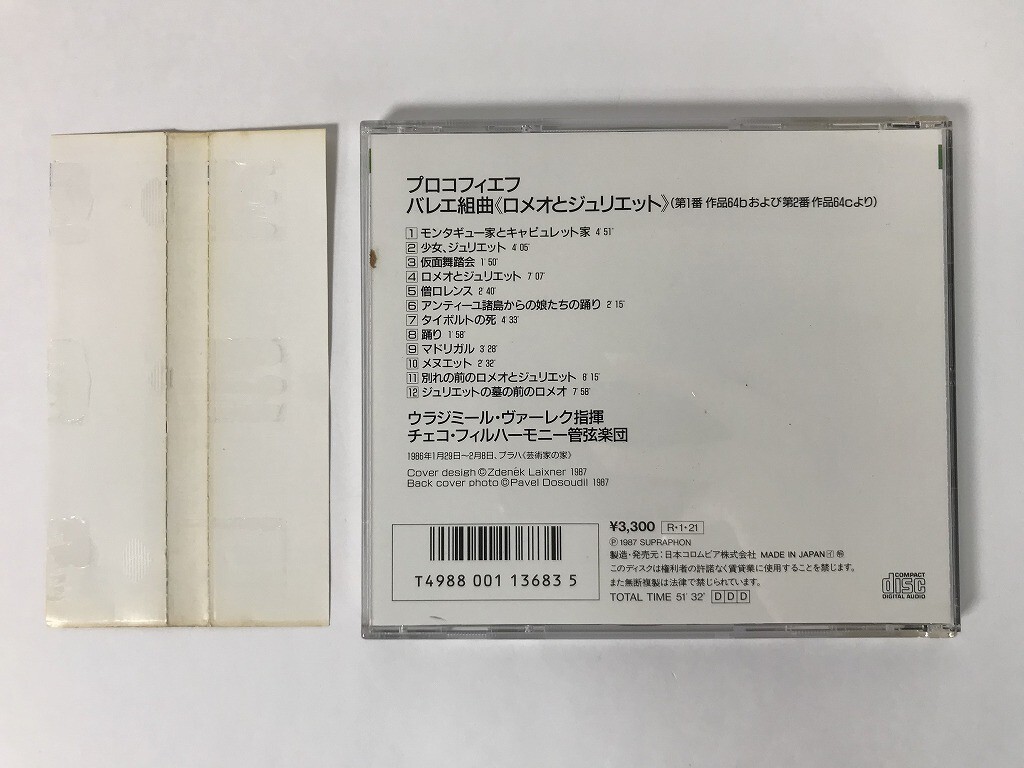 プロコフィエフ
バレエ組曲《ロメオとジュリエット》(第1番 作品64bおよび第2番 作品64cより)
1 モンタギュー家とキャピュレット家 4'51"
2 少女、ジュリエット 4'05"
3 仮面舞踏会 1'50"
4 ロメオとジュリエット 7'07"
5 僧ロレンス 2'40"
6 アンティーユ諸島からの娘たちの踊り 2'15"
7 タイボルトの死 4'33"
8 踊り 1'58"
9 マドリガル 3'28"
10 メヌエット 2'32"
11 別れの前のロメオとジュリエット 8'15"
12 ジュリエットの墓の前のロメオ 7'58"
ウラジミール・ヴァーレク指揮
チェコ・フィルハーモニー管弦楽団
1986年1月29日〜2月8日、プラハ《芸術家の家》
Cover design ©Zdeněk Laixner 1987
Back cover photo ©Pavel Dosoudil 1987
T4988 001 13683 5
¥3,300 R・1・21
Ⓟ 1987 SUPRAPHON
製造・発売元：日本コロムビア株式会社 MADE IN JAPAN
このディスクは権利者の許諾なく賃貸業に使用することを禁じます。
また無断複製は法律で禁じられています。
TOTAL TIME 51'32" DDD
COMPACT
disc
DIGITAL AUDIO